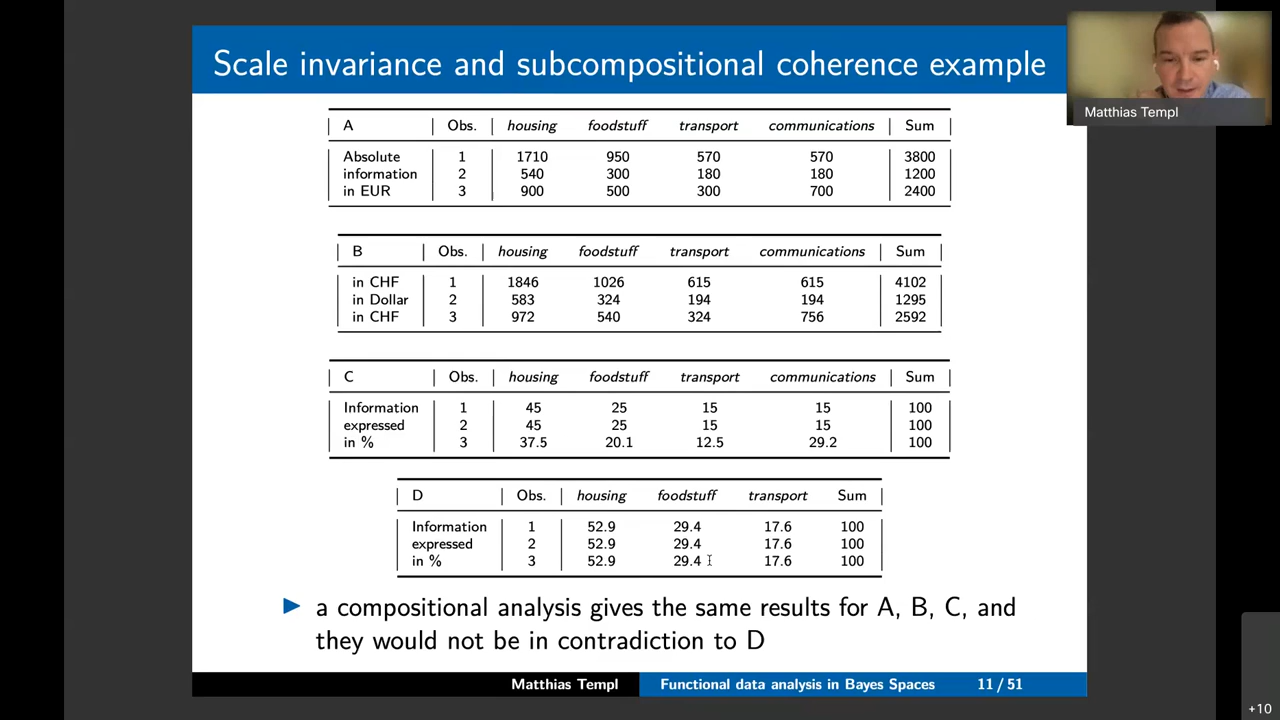 Scale invariance and subcompositional coherence example
Matthias Templ
A Obs. housing foodstuff transport communications Sum
Absolute 1 1710 950 570 570 3800
information 2 540 300 180 180 1200
in EUR 3 900 500 300 700 2400
B Obs. housing foodstuff transport communications Sum
in CHF 1 1846 1026 615 615 4102
in Dollar 2 583 324 194 194 1295
in CHF 3 972 540 324 756 2592
C Obs. housing foodstuff transport communications Sum
Information 1 45 25 15 15 100
expressed 2 45 25 15 15 100
in % 3 37.5 20.1 12.5 29.2 100
D Obs. housing foodstuff transport Sum
Information 1 52.9 29.4 17.6 100
expressed 2 52.9 29.4 17.6 100
in % 3 52.9 29.4 17.6 100
a compositional analysis gives the same results for A, B, C, and
they would not be in contradiction to D
Matthias Templ Functional data analysis in Bayes Spaces 11 / 51
+10